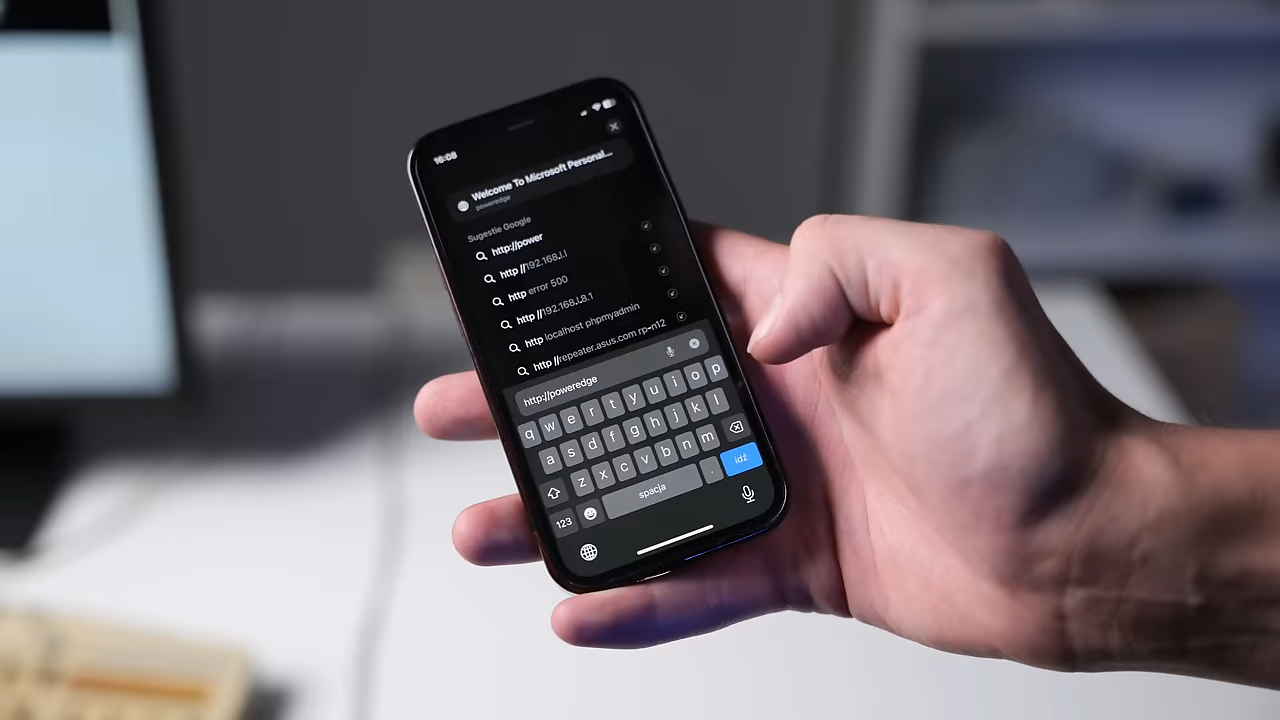 16:08
Welcome To Microsoft Personal...
poweredge
Sugestie Google
http://power
http //192.168.l.l
http error 500
http //192.168.l.8.1
http localhost phpmyadmin
http //repeater.asus.com rp-n12
http://poweredge
q w e r t y u i o p
a s d f g h j k l
z x c v b n m
123 spacja . idź